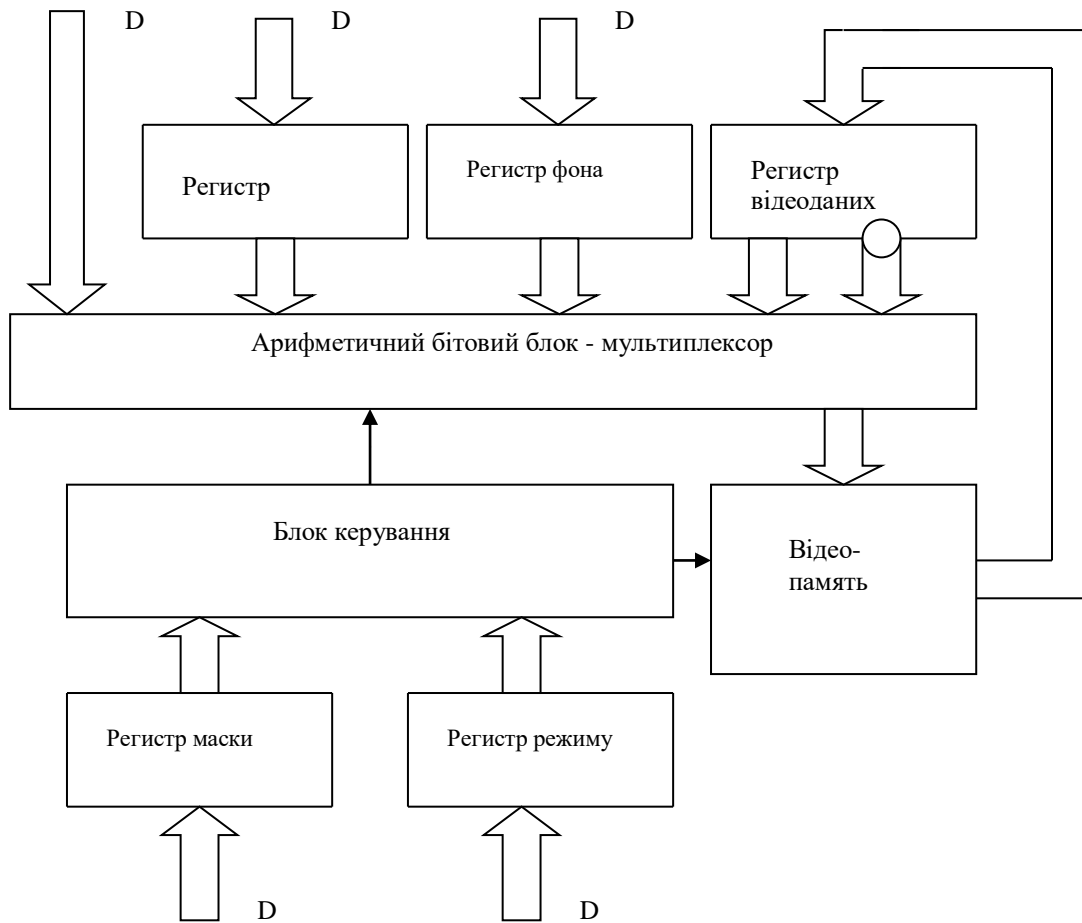 D
D
D
Регистр
Регистр фона
Регистр
відеоданих
Арифметичний бітовий блок - мультиплексор
Блок керування
Відео-
память
Регистр маски
Регистр режиму
D
D